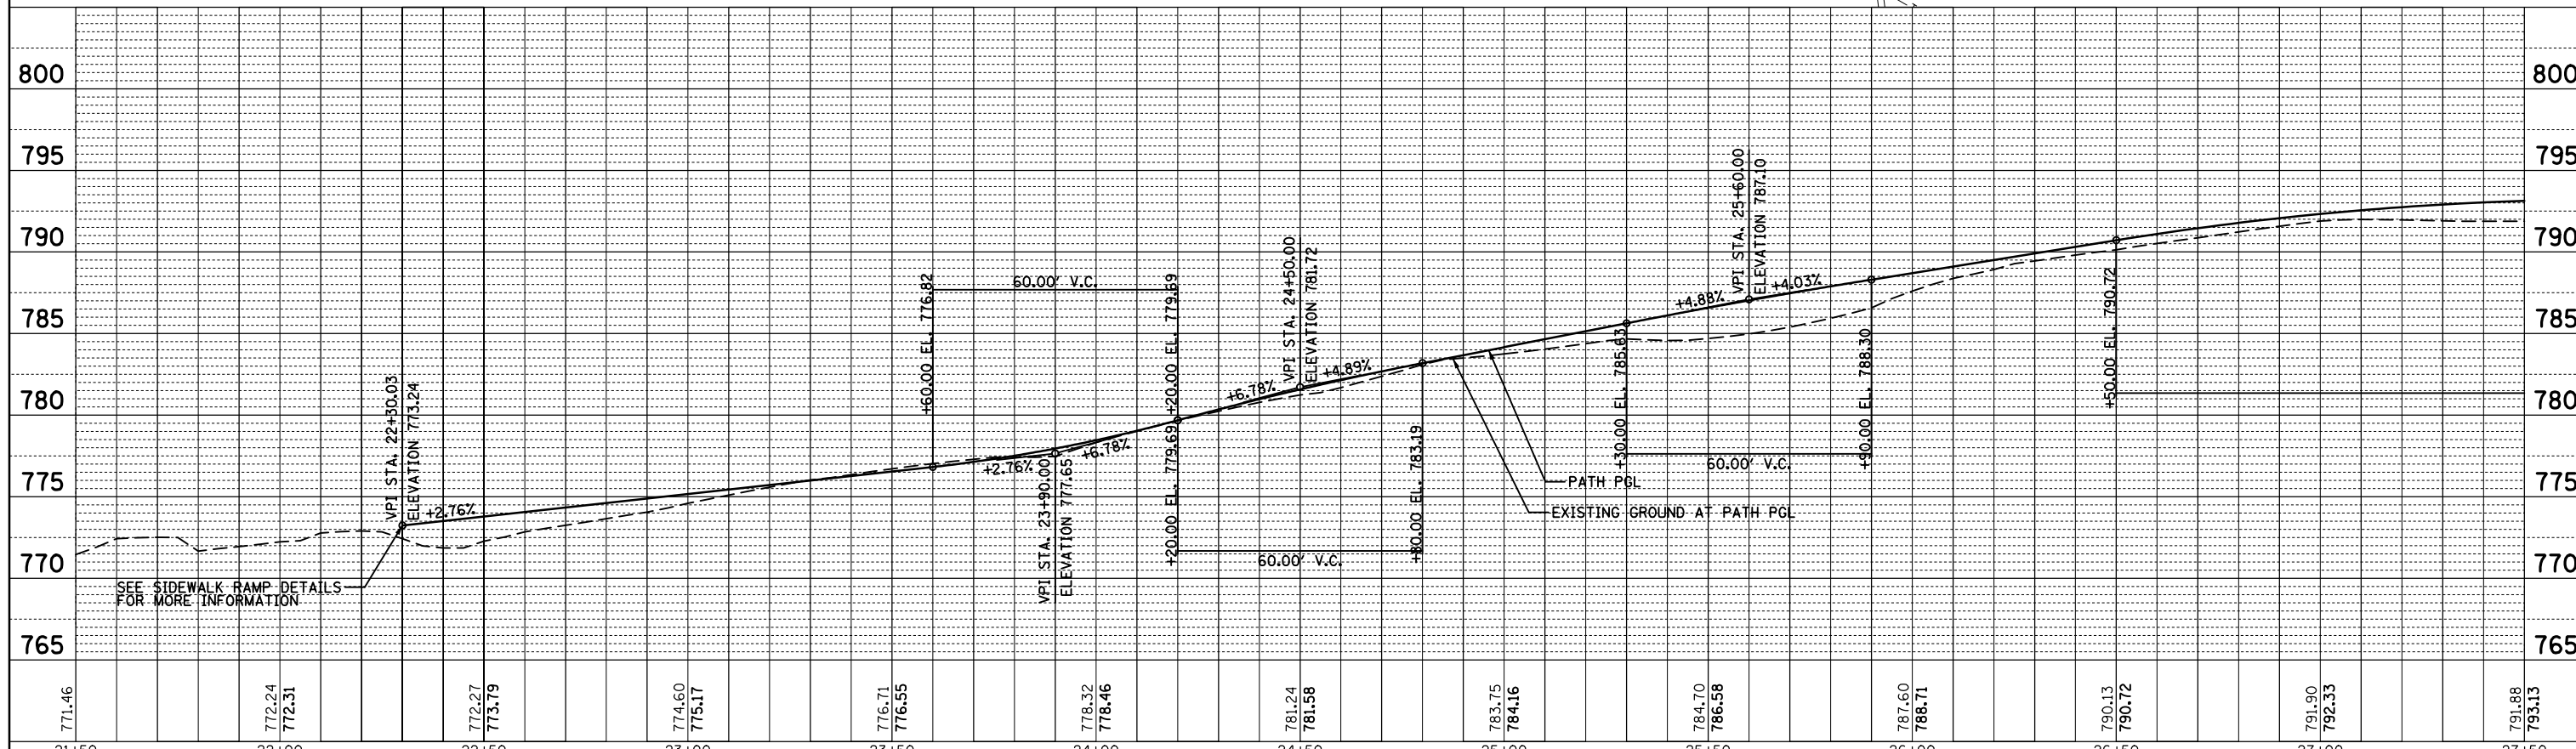 800
800
795
795
790
790
785
785
780
780
775
775
770
770
765
765
VPI STA. 22+30.03
ELEVATION 773.24
+2.76%
SEE SIDEWALK RAMP DETAILS
FOR MORE INFORMATION
+60.00 EL. 776.82
60.00' V.C.
+20.00 EL. 779.69
+2.76%
VPI STA. 23+90.00
ELEVATION 777.65
+6.78%
+20.00 EL. 779.69
60.00' V.C.
+80.00 EL. 783.19
+6.78%
VPI STA. 24+50.00
ELEVATION 781.72
+4.89%
PATH PGL
EXISTING GROUND AT PATH PGL
+30.00 EL. 785.63
60.00' V.C.
+90.00 EL. 788.30
+4.88%
VPI STA. 25+60.00
ELEVATION 787.10
+4.03%
+50.00 EL. 790.72
771.46
772.24
772.31
772.27
773.79
774.60
775.17
776.71
776.55
778.32
778.46
781.24
781.58
783.75
784.16
784.70
786.58
787.60
788.71
790.13
790.72
791.90
792.33
791.88
793.13